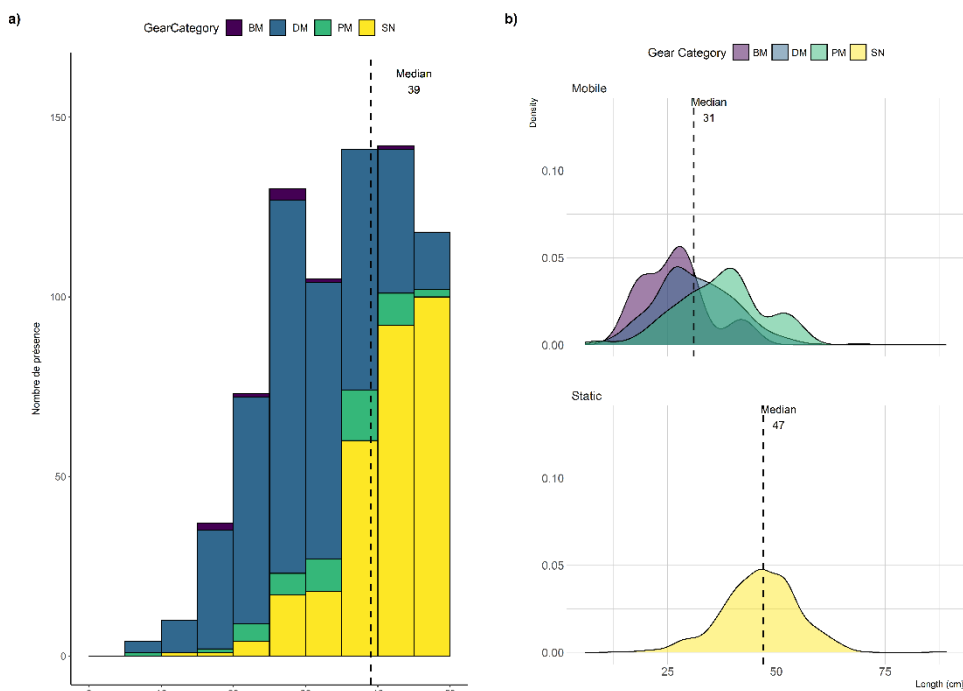 a)
GearCategory BM DM PM SN
Median
39
150
100
50
0
Nombre de présence
b)
Gear Category BM DM PM SN
Mobile
Density
Median
31
0.10
0.05
0.00
Static
Median
47
0.10
0.05
0.00
25 50 75
Length (cm)